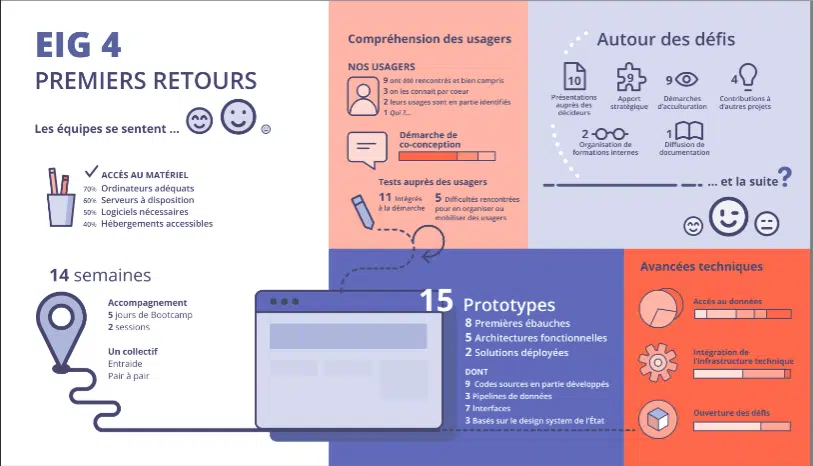 EIG 4
PREMIERS RETOURS
Les équipes se sentent ...
ACCÈS AU MATÉRIEL
70% Ordinateurs adéquats
60% Serveurs à disposition
50% Logiciels nécessaires
40% Hébergements accessibles
14 semaines
Accompagnement
5 jours de Bootcamp
2 sessions
Un collectif
Entraide
Pair à pair
Compréhension des usagers
NOS USAGERS
9 ont été rencontrés et bien compris
3 on les connait par coeur
2 leurs usages sont en partie identifiés
1 Qui ?...
Démarche de
co-conception
Tests auprès des usagers
11 Intégrés
à la démarche
5 Difficultés rencontrées
pour en organiser ou
mobiliser des usagers
Autour des défis
10
Présentations
auprès des
décideurs
9
Apport
stratégique
9
Démarches
d'acculturation
4
Contributions à
d'autres projets
2
Organisation de
formations internes
1
Diffusion de
documentation
... et la suite ?
15 Prototypes
8 Premières ébauches
5 Architectures fonctionnelles
2 Solutions déployées
DONT
9 Codes sources en partie développés
3 Pipelines de données
7 Interfaces
3 Basés sur le design system de l'État
Avancées techniques
Accès au données
Intégration de
l'infrastructure technique
Ouverture des défis